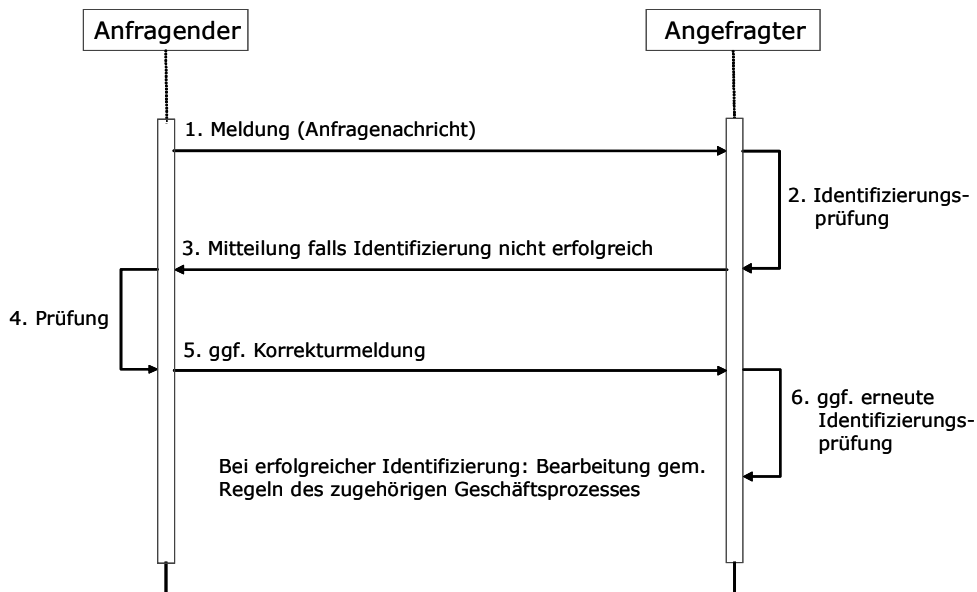 Anfragender
Angefragter
1. Meldung (Anfragenachricht)
2. Identifizierungs-
prüfung
3. Mitteilung falls Identifizierung nicht erfolgreich
4. Prüfung
5. ggf. Korrekturmeldung
6. ggf. erneute
Identifizierungs-
prüfung
Bei erfolgreicher Identifizierung: Bearbeitung gem.
Regeln des zugehörigen Geschäftsprozesses